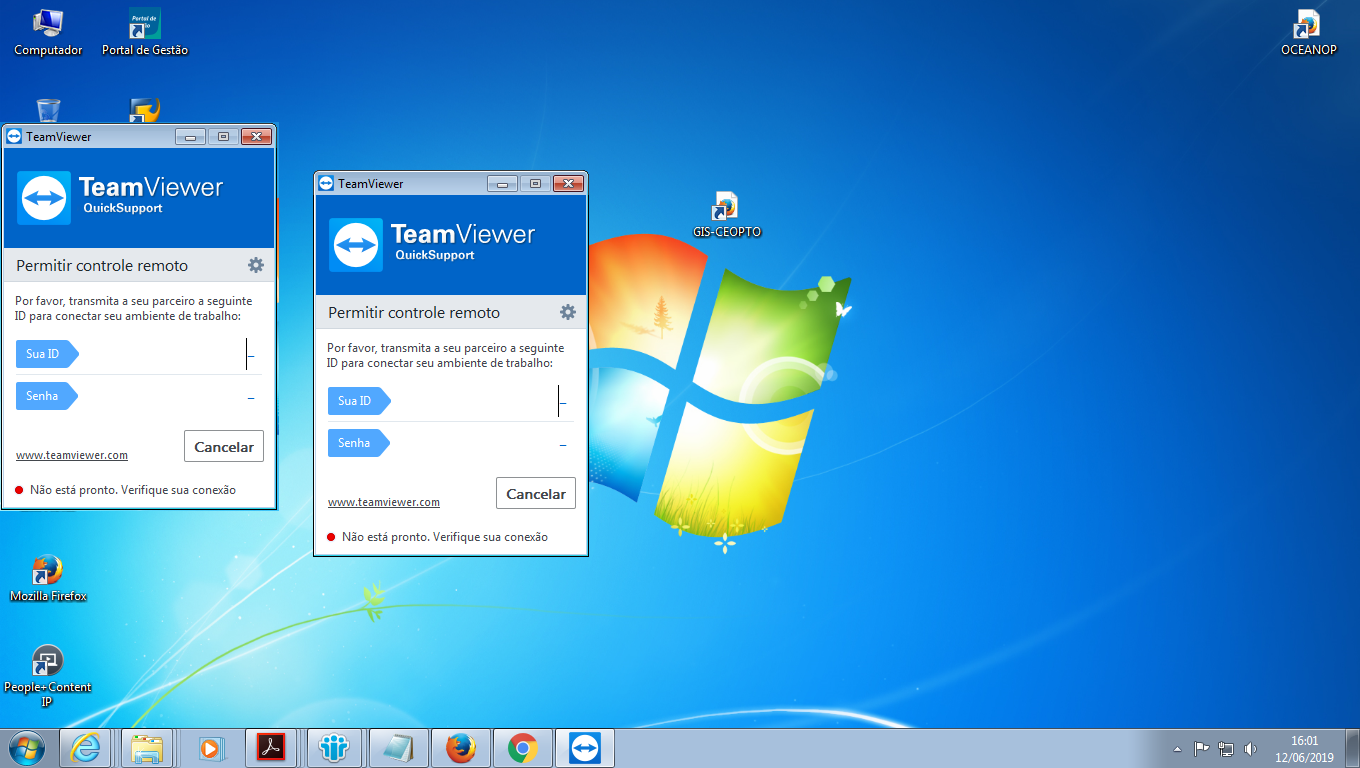 Computador
Portal de Gestão
OCEANOP
TeamViewer
TeamViewer
QuickSupport
Permitir controle remoto
Por favor, transmita a seu parceiro a seguinte
ID para conectar seu ambiente de trabalho:
Sua ID
–
Senha
–
www.teamviewer.com
Cancelar
Não está pronto. Verifique sua conexão
TeamViewer
TeamViewer
QuickSupport
Permitir controle remoto
Por favor, transmita a seu parceiro a seguinte
ID para conectar seu ambiente de trabalho:
Sua ID
–
Senha
–
www.teamviewer.com
Cancelar
Não está pronto. Verifique sua conexão
GIS-CEOPTO
Mozilla Firefox
People+Content
IP
16:01
12/06/2019